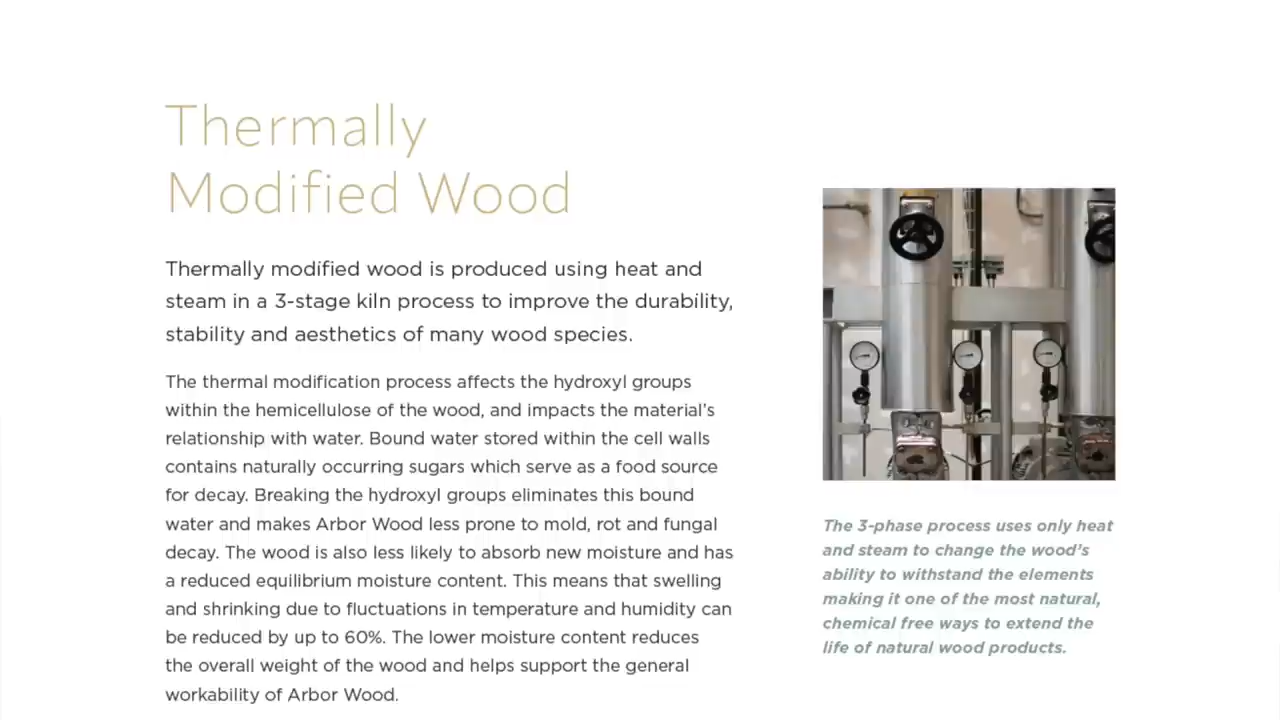 Thermally
Modified Wood
Thermally modified wood is produced using heat and
steam in a 3-stage kiln process to improve the durability,
stability and aesthetics of many wood species.
The thermal modification process affects the hydroxyl groups
within the hemicellulose of the wood, and impacts the material's
relationship with water. Bound water stored within the cell walls
contains naturally occurring sugars which serve as a food source
for decay. Breaking the hydroxyl groups eliminates this bound
water and makes Arbor Wood less prone to mold, rot and fungal
decay. The wood is also less likely to absorb new moisture and has
a reduced equilibrium moisture content. This means that swelling
and shrinking due to fluctuations in temperature and humidity can
be reduced by up to 60%. The lower moisture content reduces
the overall weight of the wood and helps support the general
workability of Arbor Wood.
The 3-phase process uses only heat
and steam to change the wood's
ability to withstand the elements
making it one of the most natural,
chemical free ways to extend the
life of natural wood products.